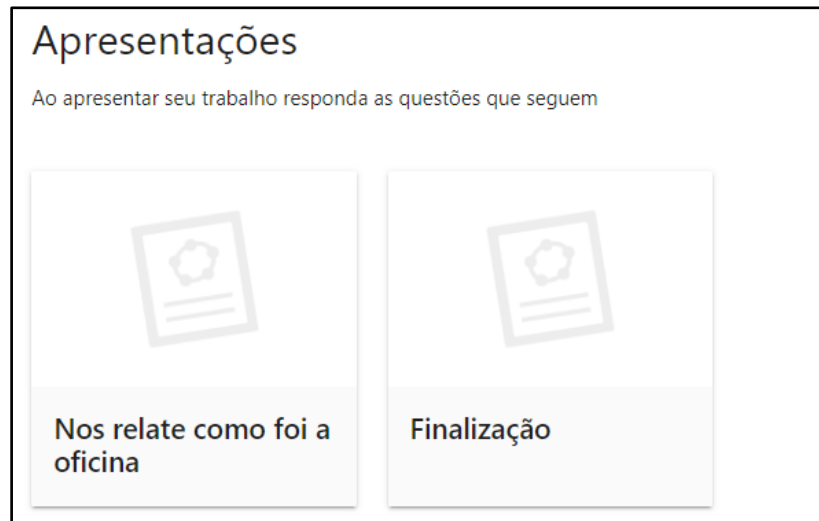 Apresentações
Ao apresentar seu trabalho responda as questões que seguem
Nos relate como foi a
oficina
Finalização